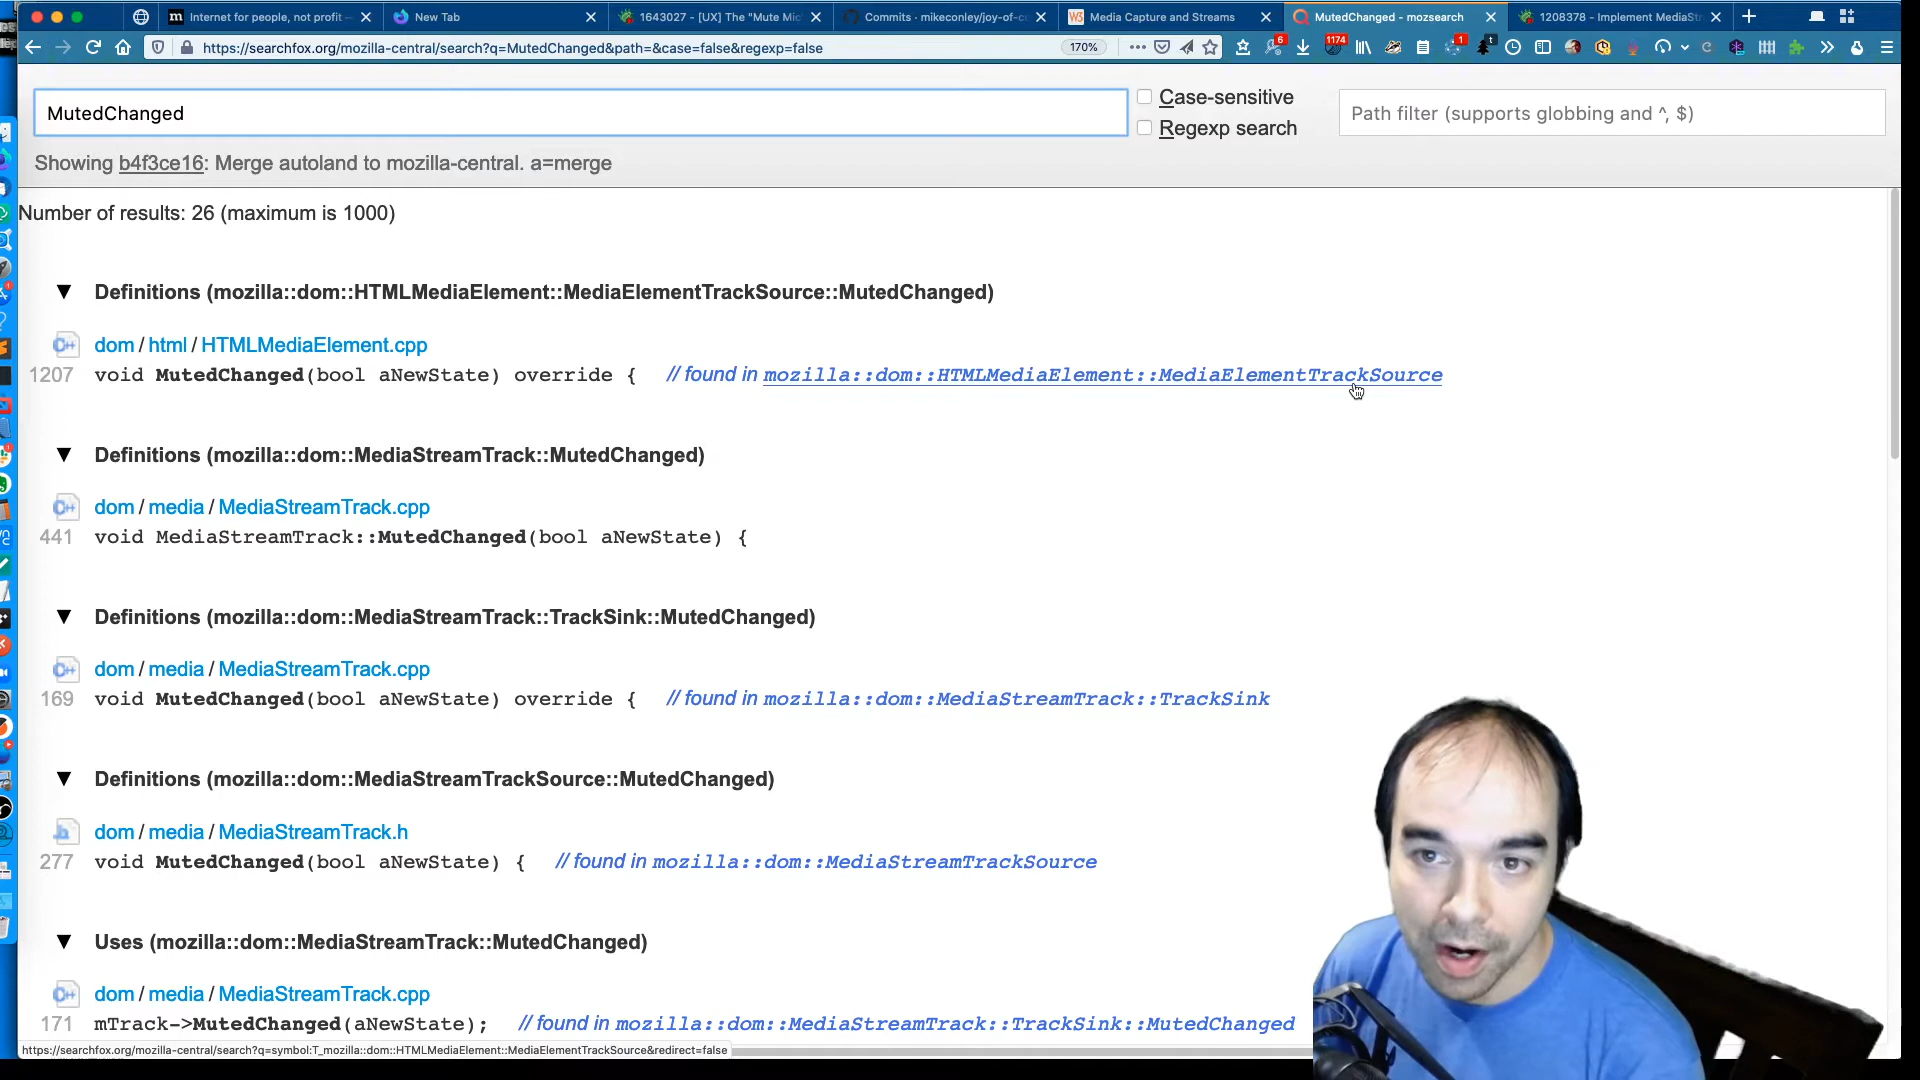 Internet for people, not profit —
New Tab
1643027 - [UX] The "Mute Mi
Commits · mikeconley/joy-of-c
Media Capture and Streams
MutedChanged - mozsearch
1208378 - Implement MediaSt
https://searchfox.org/mozilla-central/search?q=MutedChanged&path=&case=false&regexp=false
170%
6
1174
1
t
MutedChanged
Case-sensitive
Regexp search
Path filter (supports globbing and ^, $)
Showing b4f3ce16: Merge autoland to mozilla-central. a=merge
Number of results: 26 (maximum is 1000)
▼ Definitions (mozilla::dom::HTMLMediaElement::MediaElementTrackSource::MutedChanged)
C++ dom / html / HTMLMediaElement.cpp
1207 void MutedChanged(bool aNewState) override { // found in mozilla::dom::HTMLMediaElement::MediaElementTrackSource
▼ Definitions (mozilla::dom::MediaStreamTrack::MutedChanged)
C++ dom / media / MediaStreamTrack.cpp
441 void MediaStreamTrack::MutedChanged(bool aNewState) {
▼ Definitions (mozilla::dom::MediaStreamTrack::TrackSink::MutedChanged)
C++ dom / media / MediaStreamTrack.cpp
169 void MutedChanged(bool aNewState) override { // found in mozilla::dom::MediaStreamTrack::TrackSink
▼ Definitions (mozilla::dom::MediaStreamTrackSource::MutedChanged)
.h dom / media / MediaStreamTrack.h
277 void MutedChanged(bool aNewState) { // found in mozilla::dom::MediaStreamTrackSource
▼ Uses (mozilla::dom::MediaStreamTrack::MutedChanged)
C++ dom / media / MediaStreamTrack.cpp
171 mTrack->MutedChanged(aNewState); // found in mozilla::dom::MediaStreamTrack::TrackSink::MutedChanged
https://searchfox.org/mozilla-central/search?q=symbol:T_mozilla::dom::HTMLMediaElement::MediaElementTrackSource&redirect=false